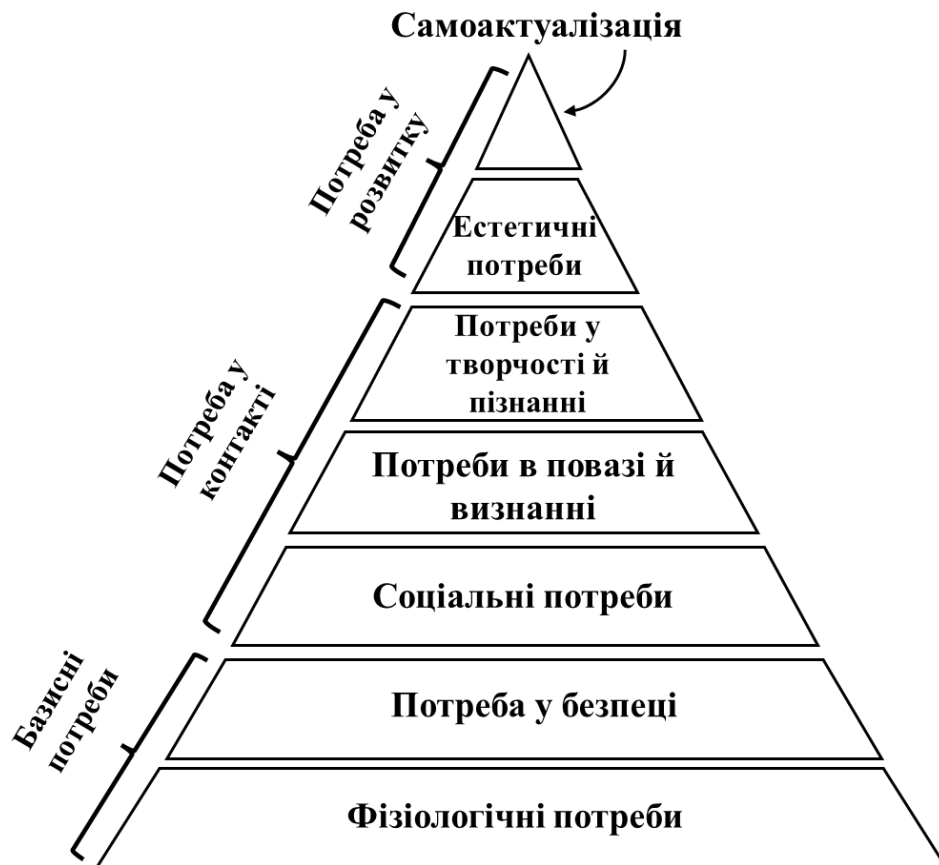 Самоактуалізація
Потреба у
розвитку
Естетичні
потреби
Потреба у
контакті
Потреби у
творчості й
пізнанні
Потреби в повазі й
визнанні
Соціальні потреби
Базисні
потреби
Потреба у безпеці
Фізіологічні потреби